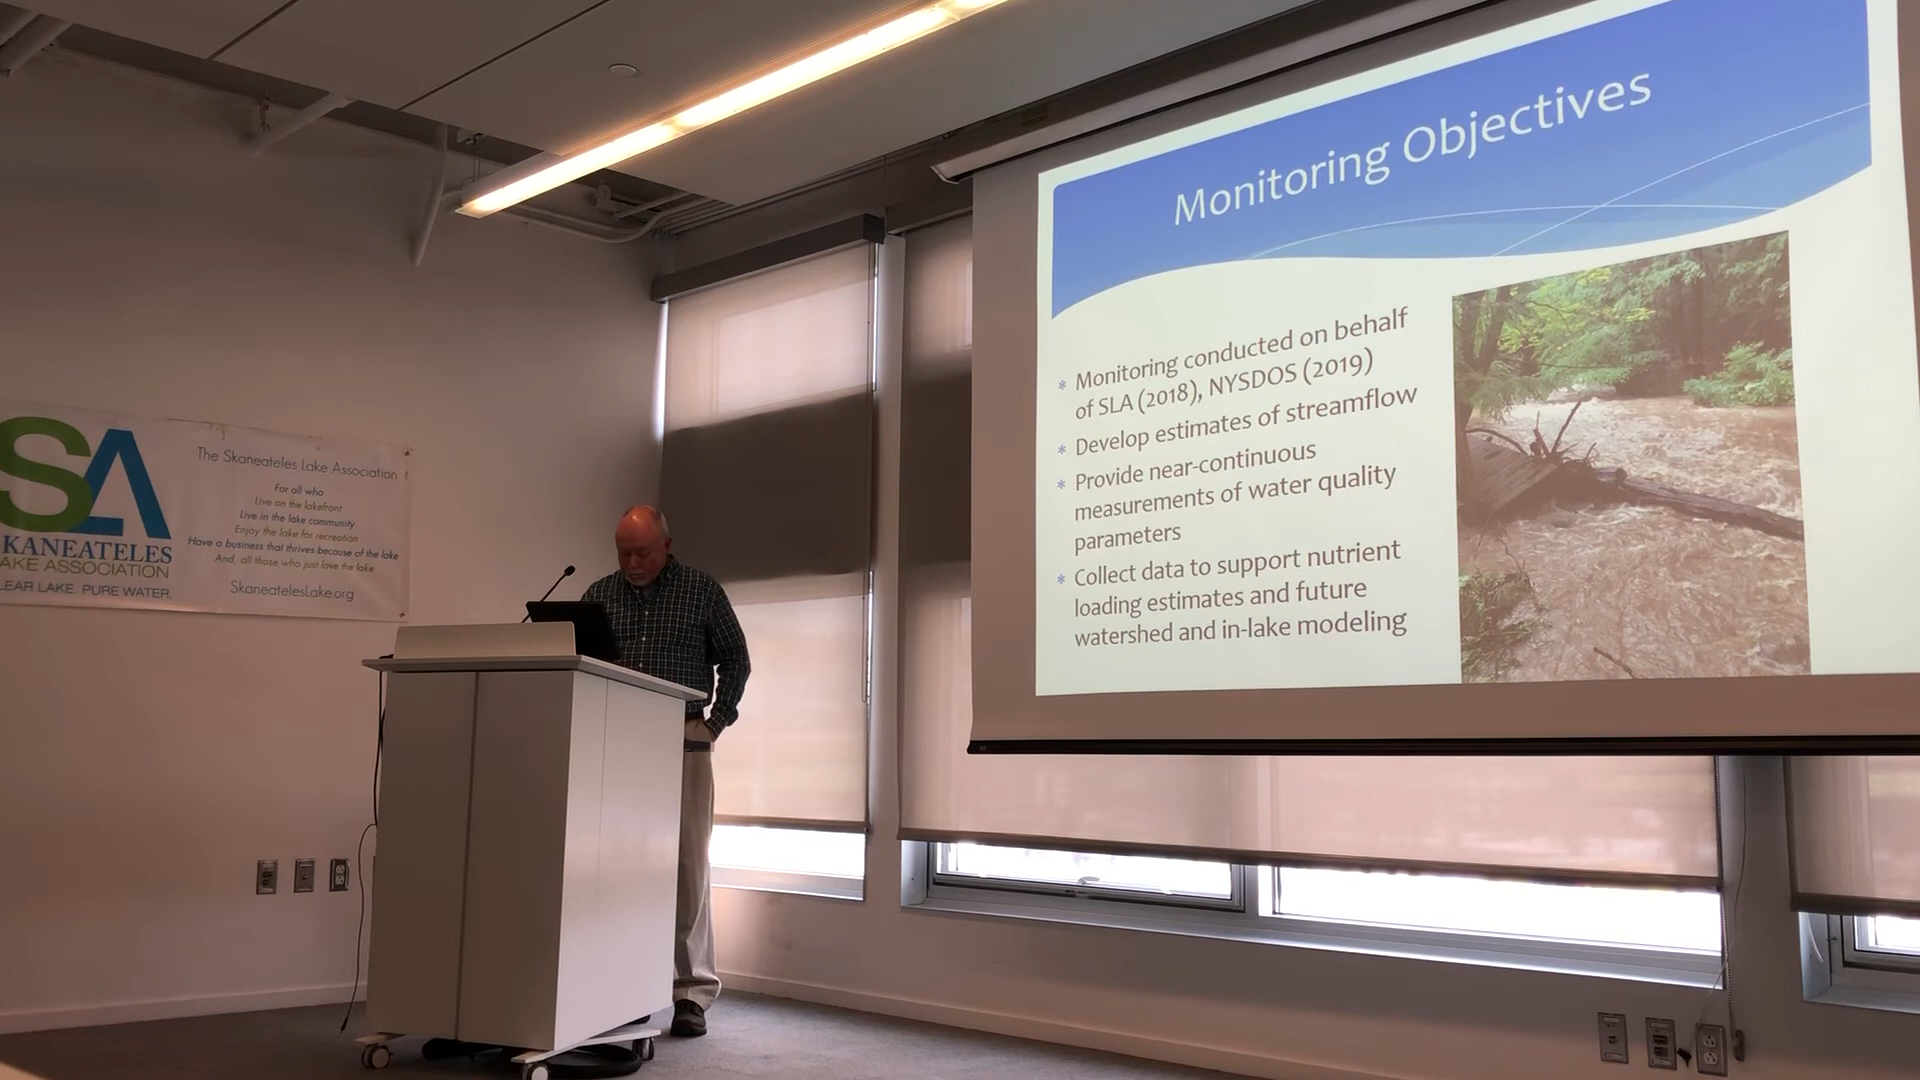 Monitoring Objectives
Monitoring conducted on behalf
of SLA (2018), NYSDOS (2019)
Develop estimates of streamflow
Provide near-continuous
measurements of water quality
parameters
Collect data to support nutrient
loading estimates and future
watershed and in-lake modeling
SA
KANEATELES
AKE ASSOCIATION
LEAR LAKE. PURE WATER.
The Skaneateles Lake Association
For all who
Live on the lakefront
Live in the lake community
Enjoy the lake for recreation
Have a business that thrives because of the lake
And, all those who just love the lake
SkaneatelesLake.org